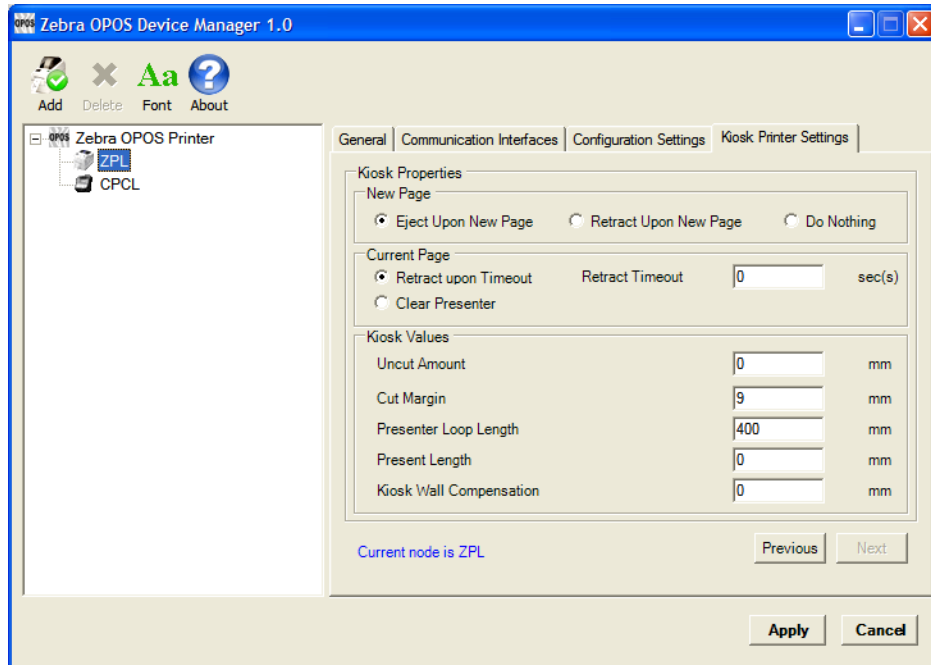 OPOS Zebra OPOS Device Manager 1.0
Aa
Add Delete Font About
OPOS Zebra OPOS Printer
ZPL
CPCL
General Communication Interfaces Configuration Settings Kiosk Printer Settings
Kiosk Properties
New Page
Eject Upon New Page Retract Upon New Page Do Nothing
Current Page
Retract upon Timeout Retract Timeout 0 sec(s)
Clear Presenter
Kiosk Values
Uncut Amount 0 mm
Cut Margin 9 mm
Presenter Loop Length 400 mm
Present Length 0 mm
Kiosk Wall Compensation 0 mm
Current node is ZPL
Previous Next
Apply Cancel